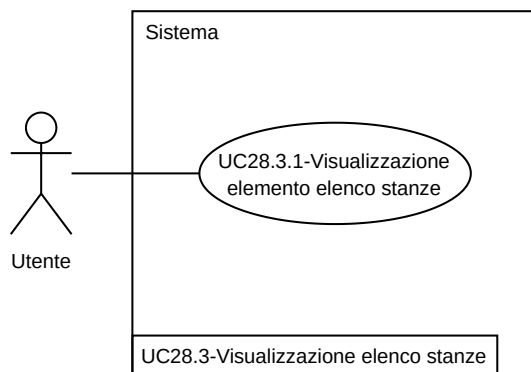 Sistema
UC28.3.1-Visualizzazione
elemento elenco stanze
Utente
UC28.3-Visualizzazione elenco stanze